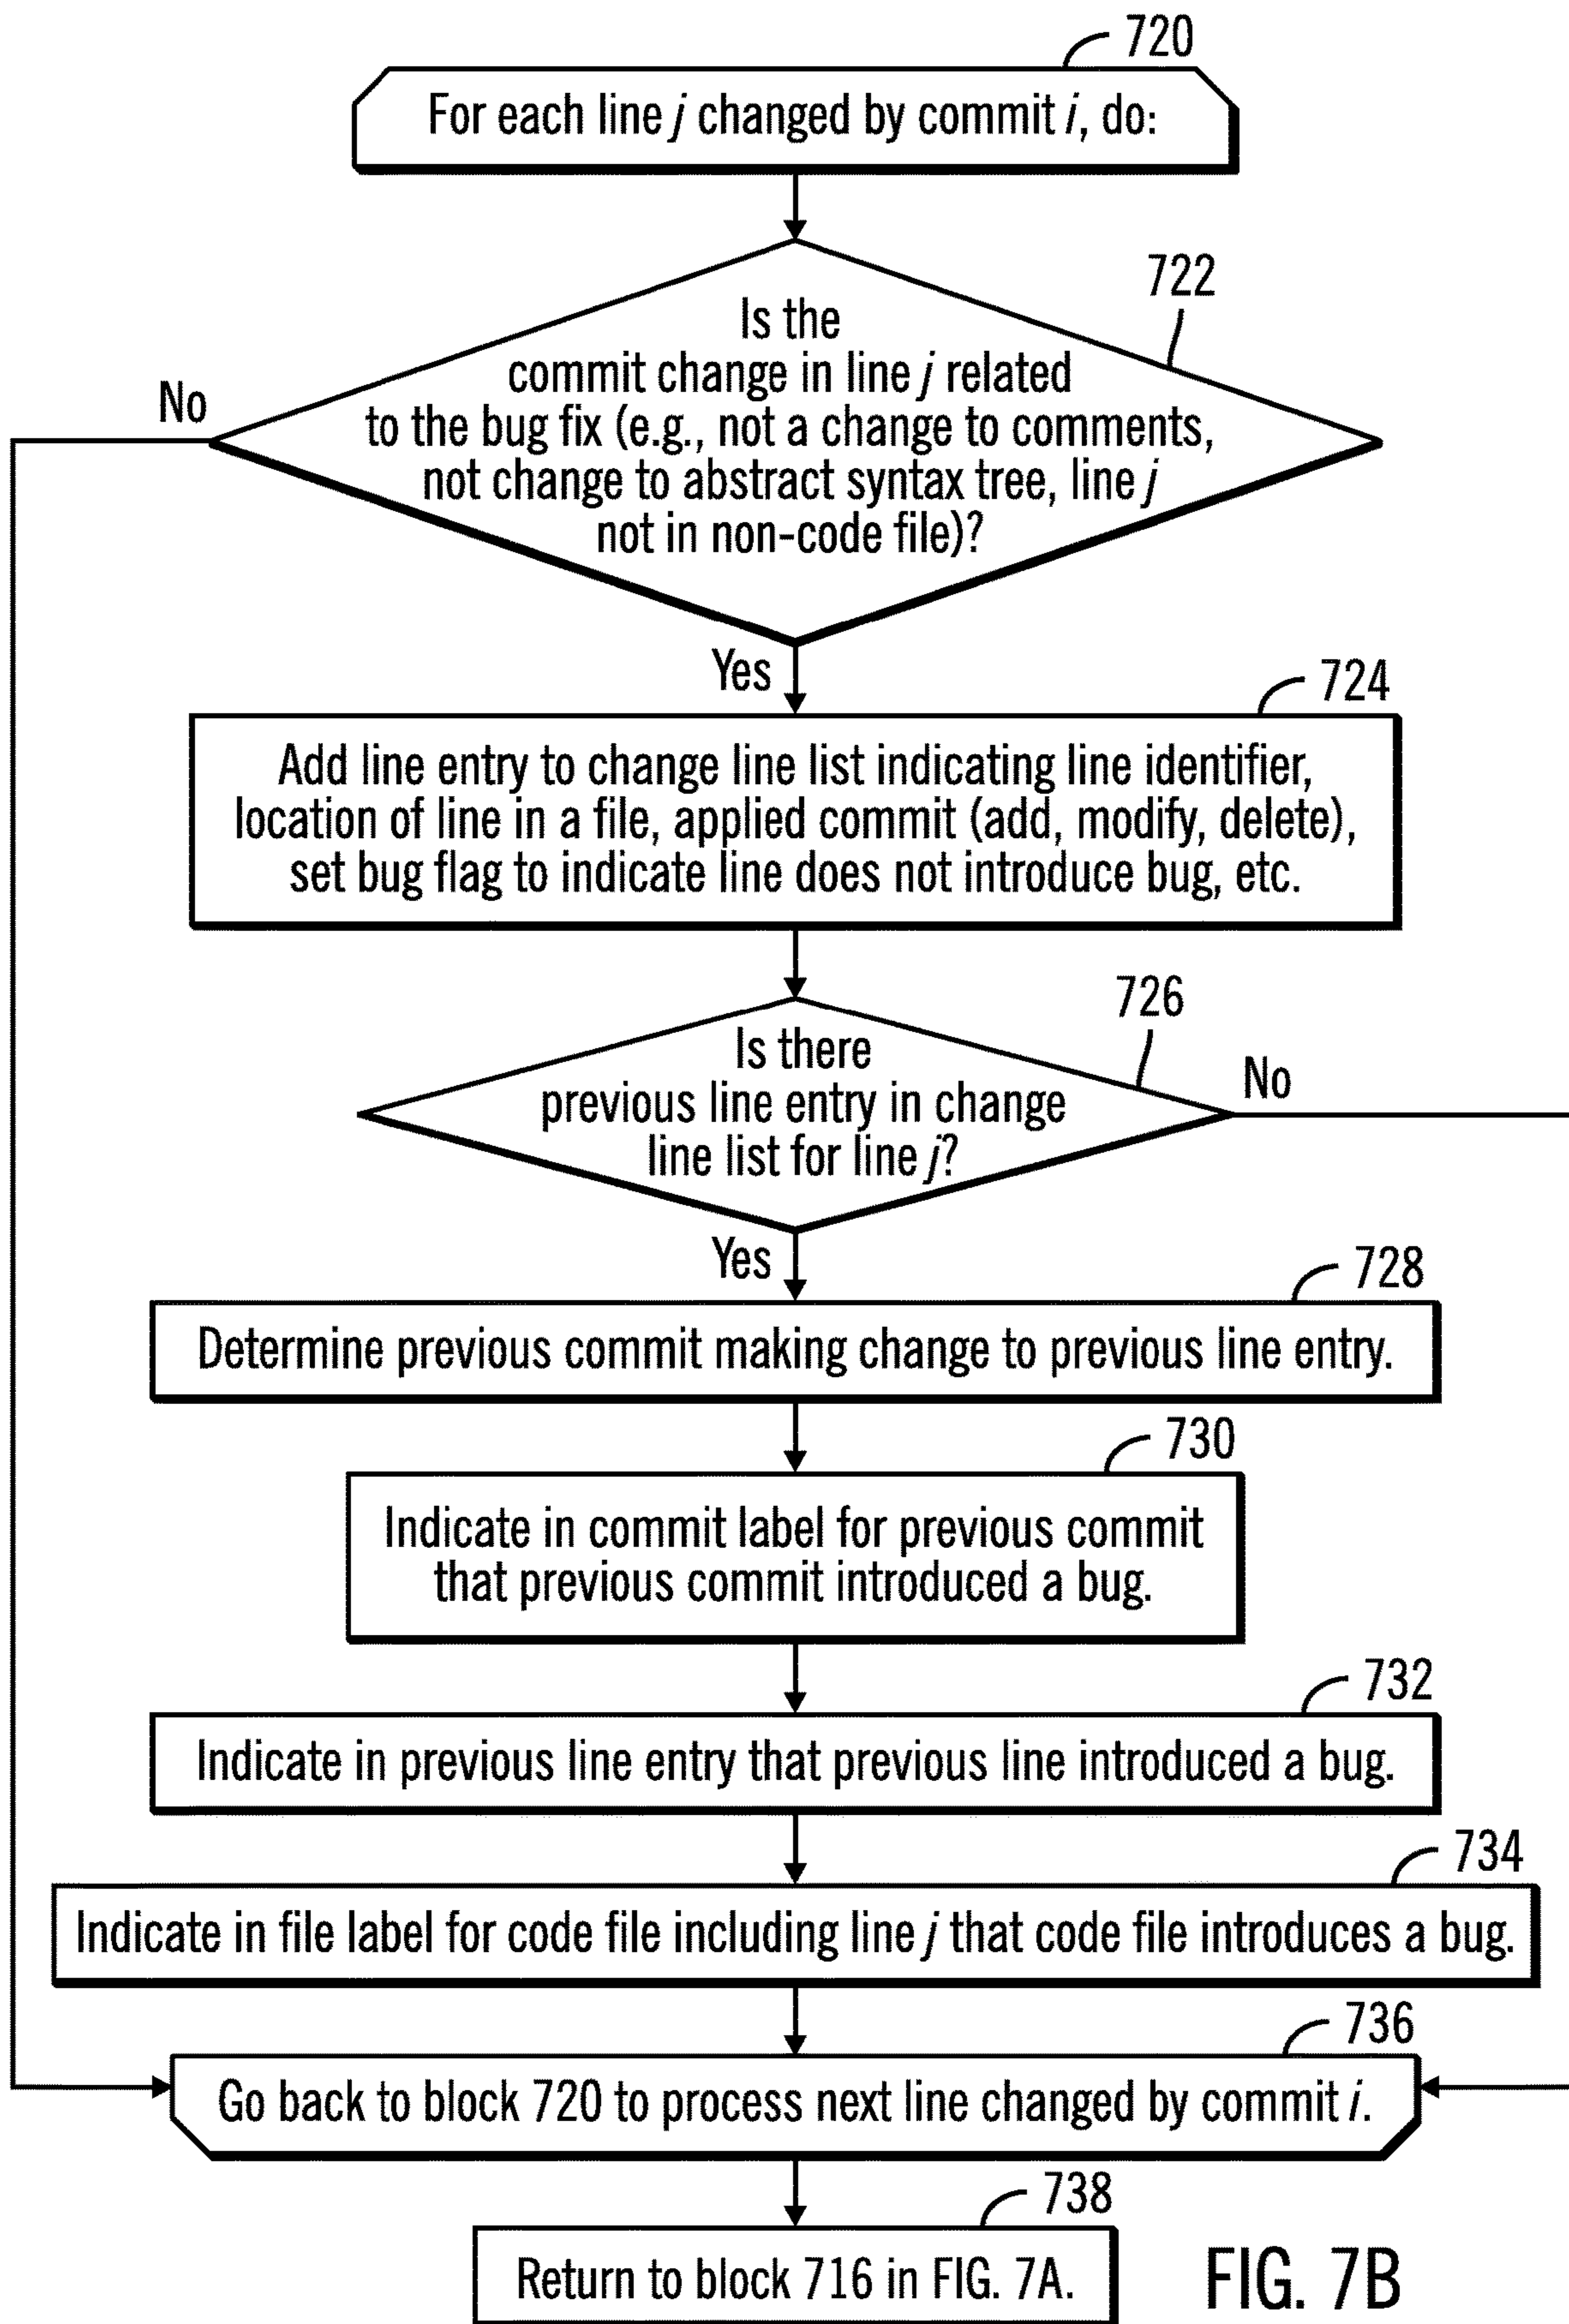 720
For each line j changed by commit i, do:
722
Is the
commit change in line j related
to the bug fix (e.g., not a change to comments,
not change to abstract syntax tree, line j
not in non-code file)?
No
Yes
724
Add line entry to change line list indicating line identifier,
location of line in a file, applied commit (add, modify, delete),
set bug flag to indicate line does not introduce bug, etc.
726
Is there
previous line entry in change
line list for line j?
No
Yes
728
Determine previous commit making change to previous line entry.
730
Indicate in commit label for previous commit
that previous commit introduced a bug.
732
Indicate in previous line entry that previous line introduced a bug.
734
Indicate in file label for code file including line j that code file introduces a bug.
736
Go back to block 720 to process next line changed by commit i.
738
Return to block 716 in FIG. 7A.
FIG. 7B